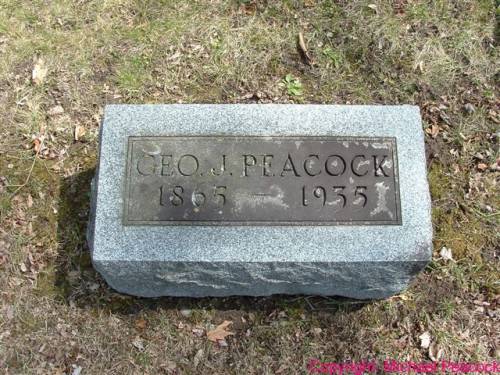 GEO. J. PEACOCK
1865 — 1935
Copyright Michael Peacock